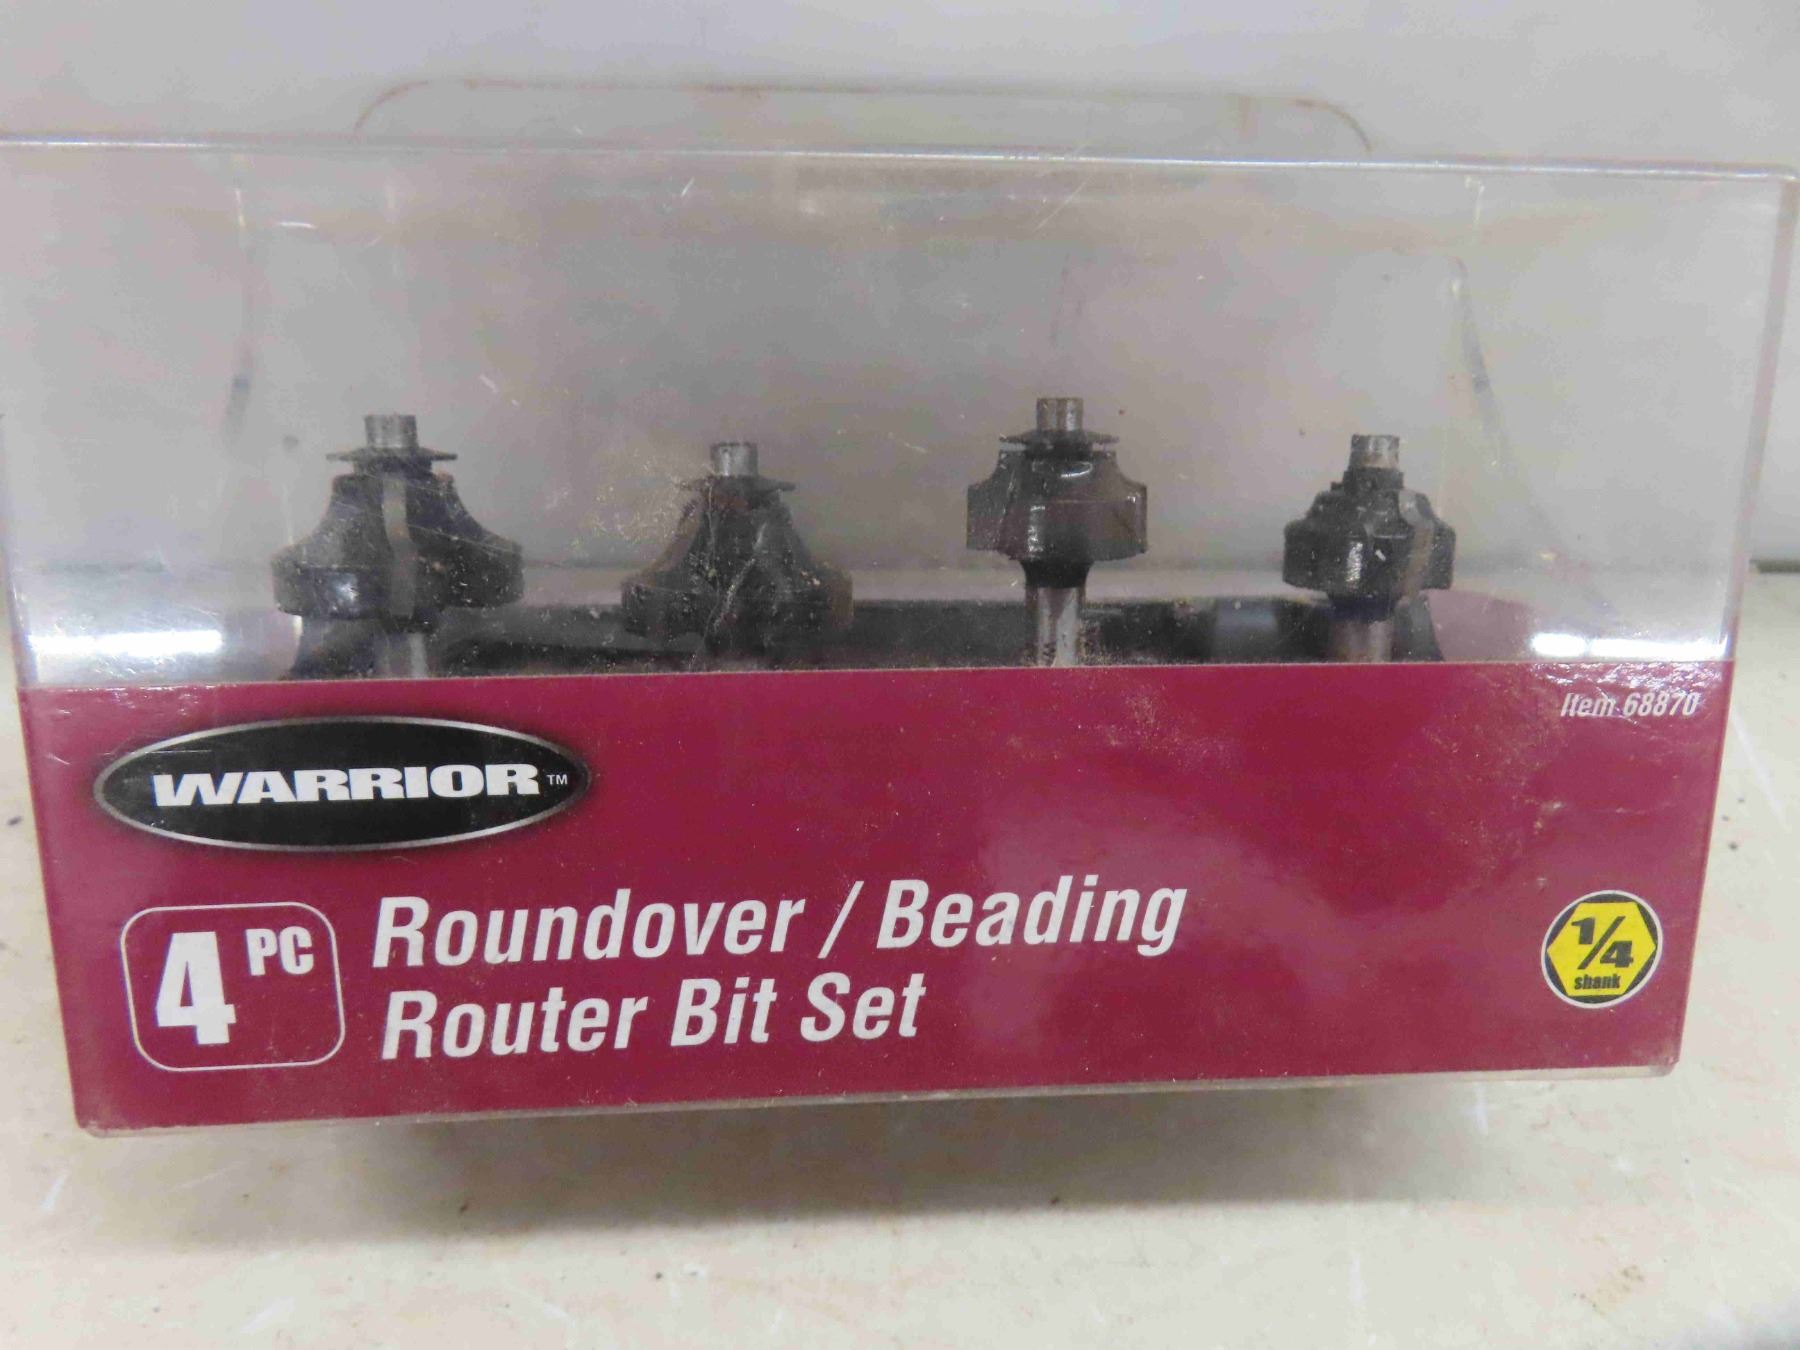 Item 68870
WARRIOR™
4 PC
Roundover / Beading
Router Bit Set
1/4
shank